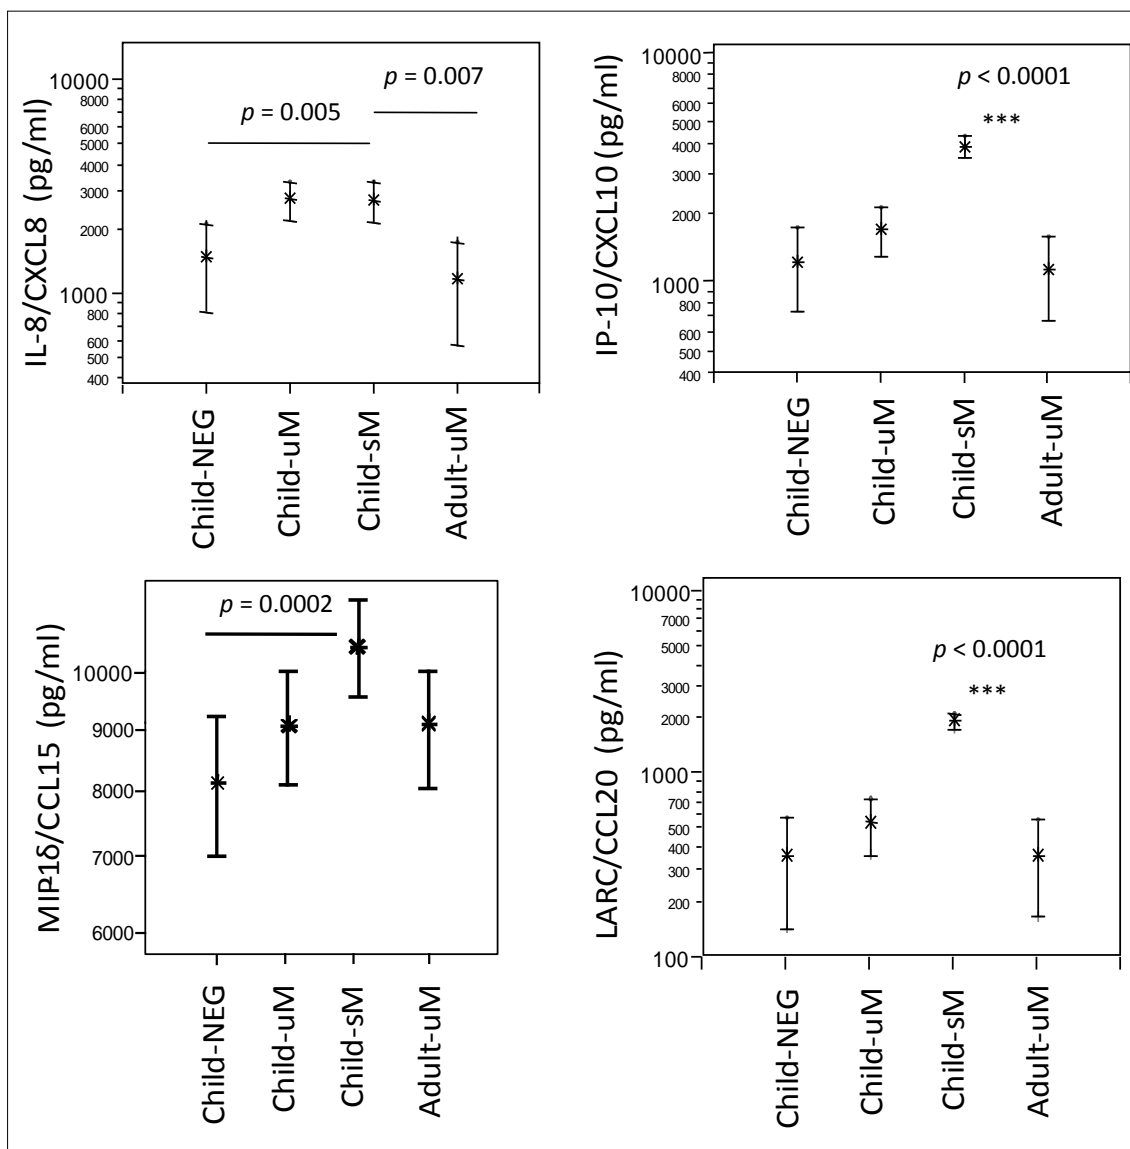 IL-8/CXCL8 (pg/ml)
10000
8000
6000
5000
4000
3000
2000
1000
800
600
500
400
p = 0.005
p = 0.007
Child-NEG
Child-uM
Child-sM
Adult-uM
IP-10/CXCL10 (pg/ml)
10000
8000
6000
5000
4000
3000
2000
1000
800
600
500
400
p < 0.0001
***
Child-NEG
Child-uM
Child-sM
Adult-uM
MIP1δ/CCL15 (pg/ml)
10000
9000
8000
7000
6000
p = 0.0002
Child-NEG
Child-uM
Child-sM
Adult-uM
LARC/CCL20 (pg/ml)
10000
7000
5000
4000
3000
2000
1000
700
500
400
300
200
100
p < 0.0001
***
Child-NEG
Child-uM
Child-sM
Adult-uM